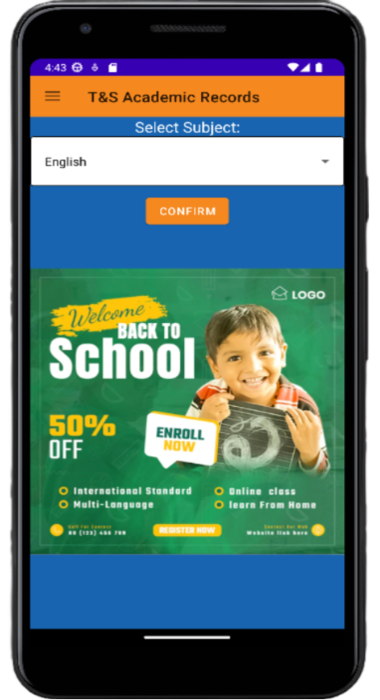 4:43
T&S Academic Records
Select Subject:
English
CONFIRM
LOGO
Welcome
BACK TO
School
50%
OFF
ENROLL
NOW
International Standard
Multi-Language
Online class
learn From Home
Call For Contact
00 (123) 456 789
REGISTER NOW
Contact Our Web
Website link here